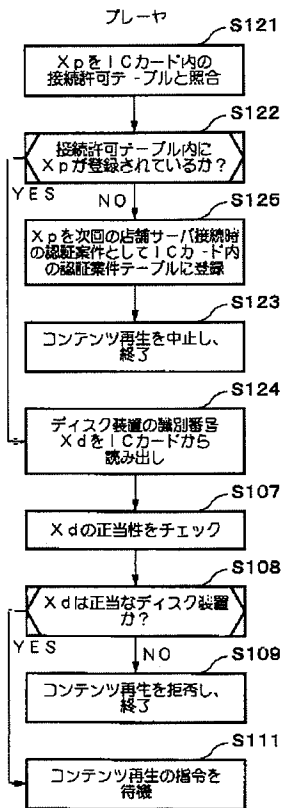 プレーヤ
S121
XpをICカード内の
接続許可テ-ブルと照合
S122
接続許可テーブル内に
Xpが登録されているか?
YES
NO
S125
Xpを次回の店舗サーバ接続時
の認証案件としてICカ-ド内
の認証案件テーブルに登録
S123
コンテンツ再生を中止し、
終了
S124
ディスク装置の識別番号
XdをICカードから
読み出し
S107
Xdの正当性をチェック
S108
Xdは正当なディスク装置
か?
YES
NO
S109
コンテンツ再生を拒否し、
終了
S111
コンテンツ再生の指令を
待機